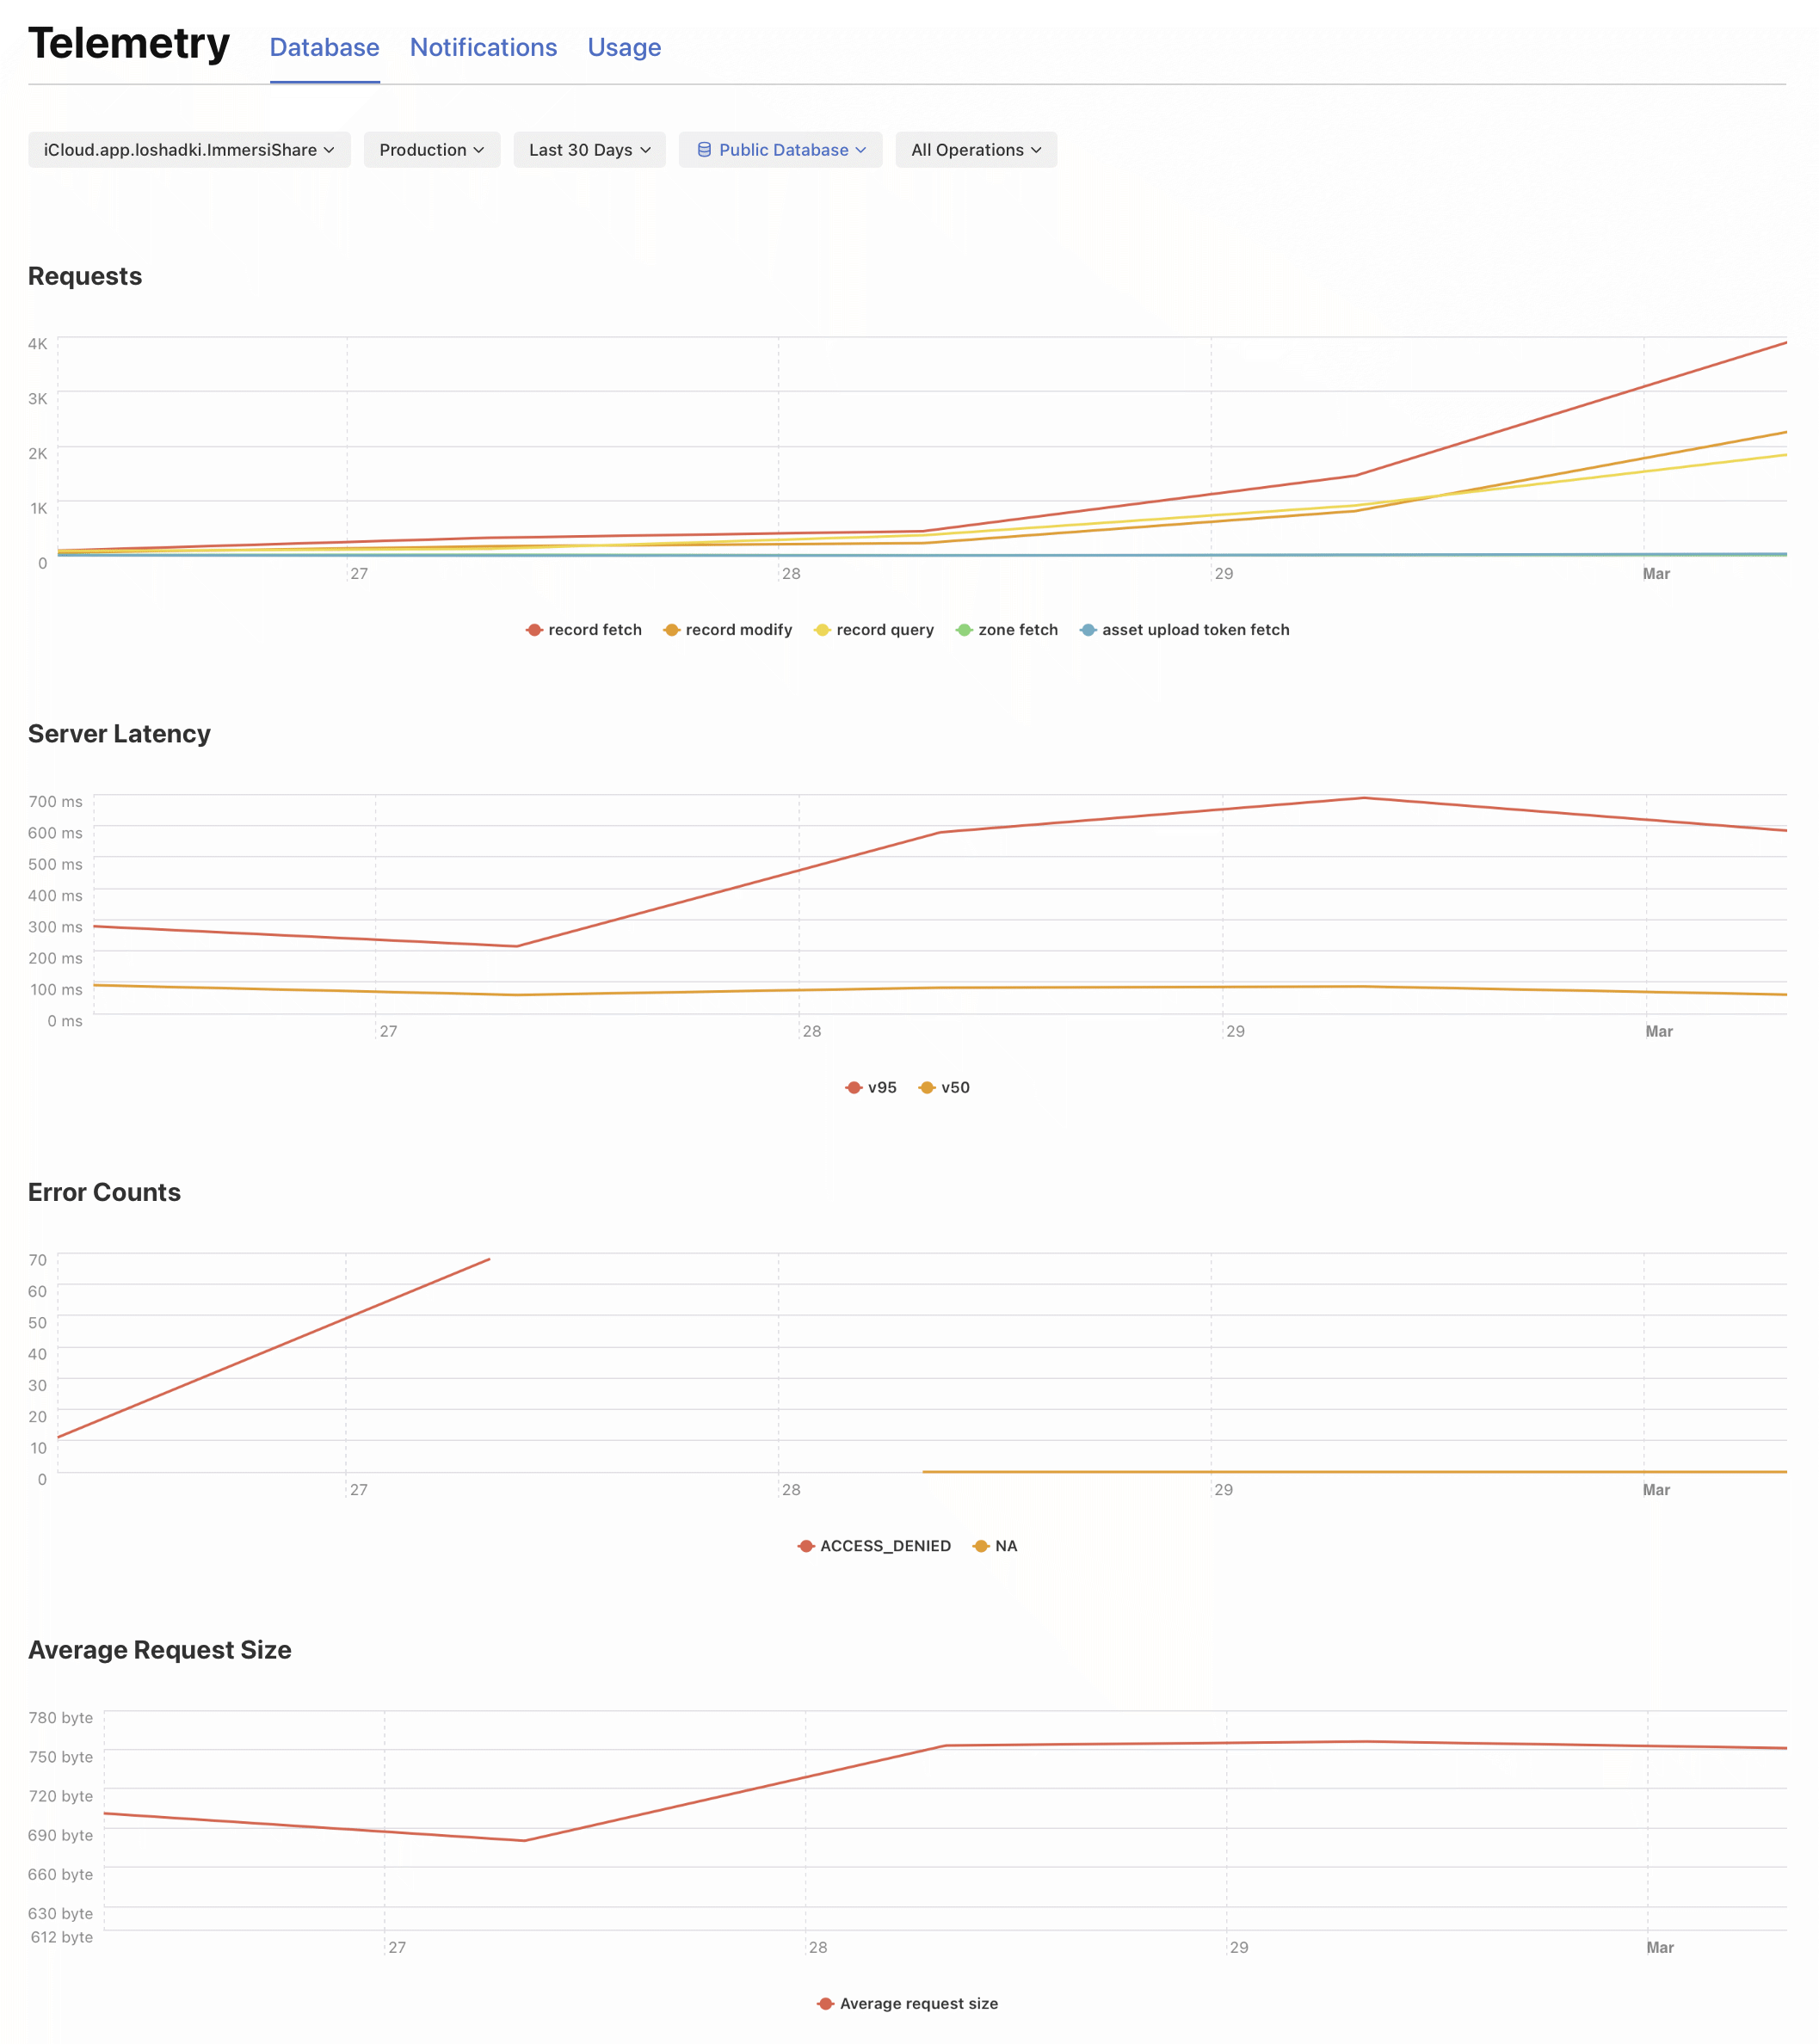 Telemetry Database Notifications Usage
iCloud.app.loshadki.ImmersiShare Production Last 30 Days Public Database All Operations
Requests
4K
3K
2K
1K
0
27 28 29 Mar
record fetch record modify record query zone fetch asset upload token fetch
Server Latency
700 ms
600 ms
500 ms
400 ms
300 ms
200 ms
100 ms
0 ms
27 28 29 Mar
v95 v50
Error Counts
70
60
50
40
30
20
10
0
27 28 29 Mar
ACCESS_DENIED NA
Average Request Size
780 byte
750 byte
720 byte
690 byte
660 byte
630 byte
612 byte
27 28 29 Mar
Average request size